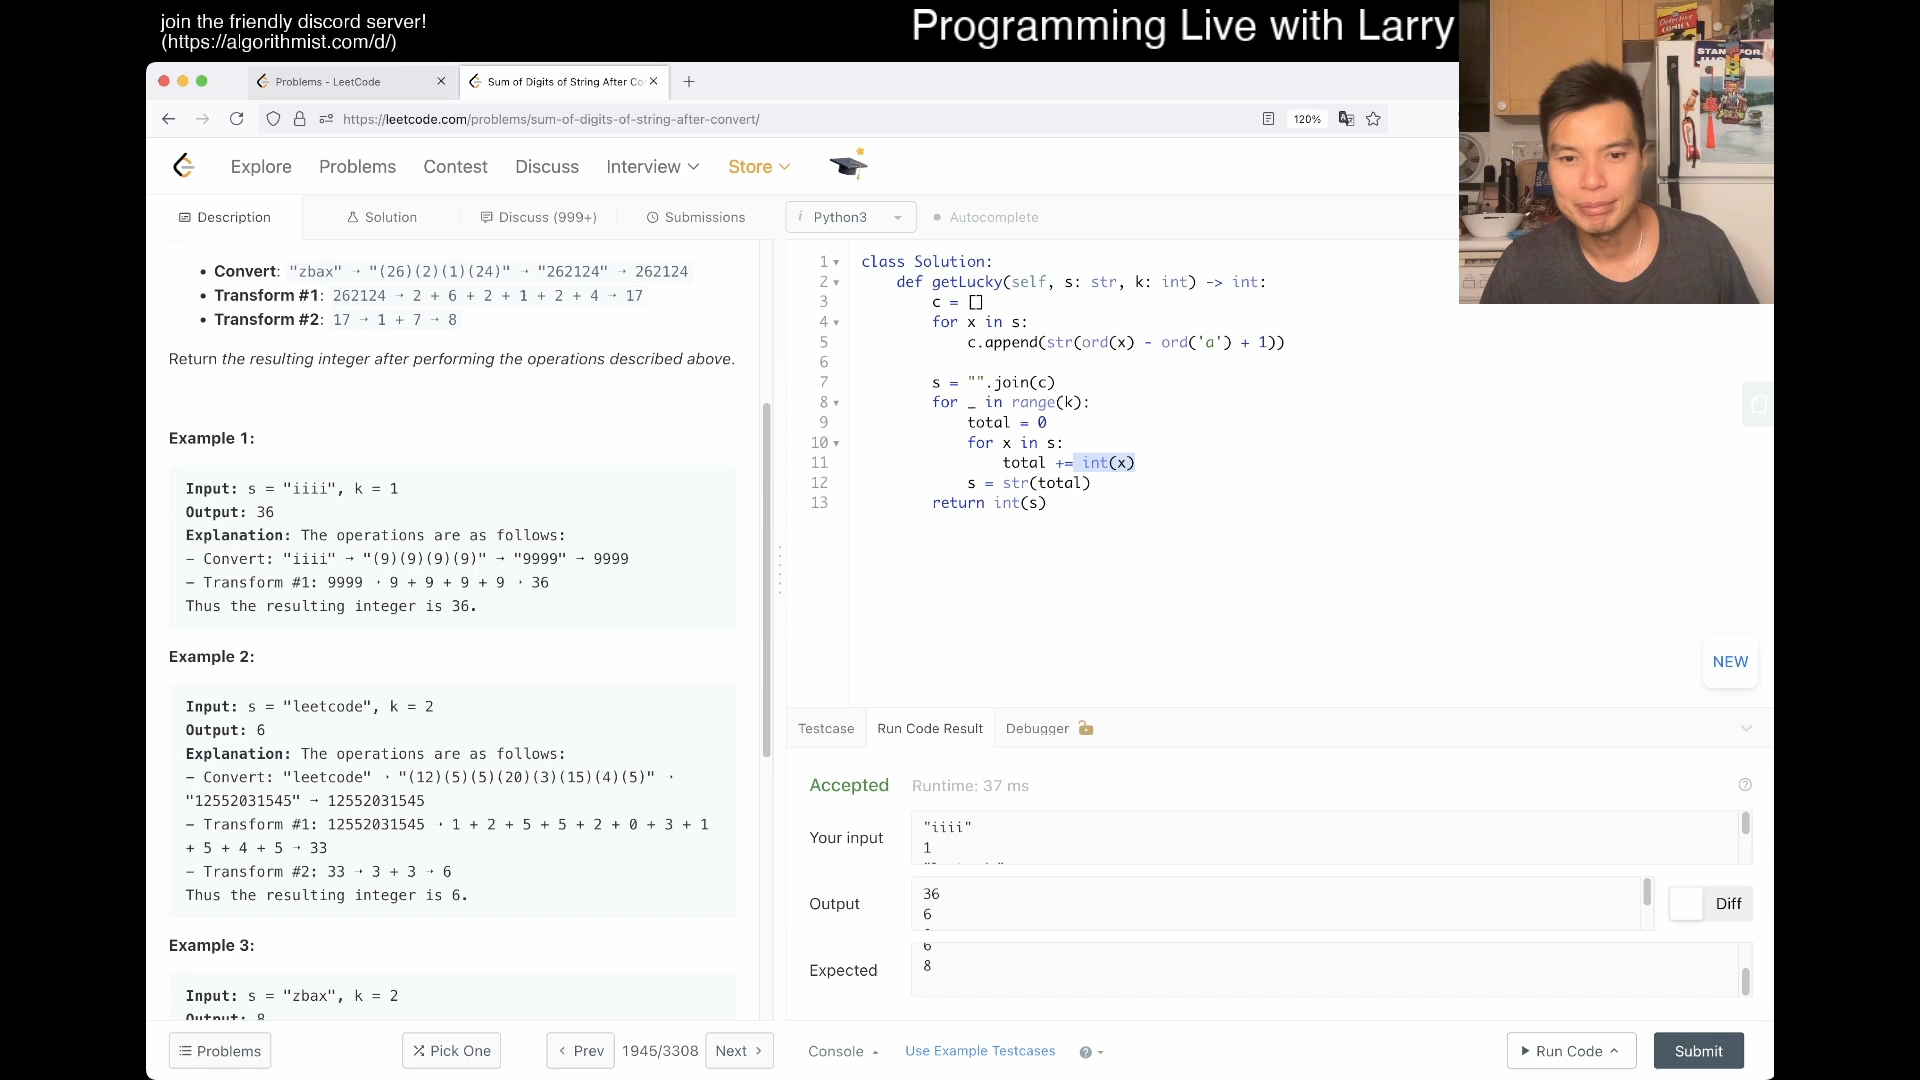 join the friendly discord server!
(https://algorithmist.com/d/)
Programming Live with Larry
Problems - LeetCode
Sum of Digits of String After Co
https://leetcode.com/problems/sum-of-digits-of-string-after-convert/
120%
Explore
Problems
Contest
Discuss
Interview
Store
Description
Solution
Discuss (999+)
Submissions
i Python3
Autocomplete
• Convert: "zbax" → "(26)(2)(1)(24)" → "262124" → 262124
• Transform #1: 262124 → 2 + 6 + 2 + 1 + 2 + 4 → 17
• Transform #2: 17 → 1 + 7 → 8
Return the resulting integer after performing the operations described above.
Example 1:
Input: s = "iiii", k = 1
Output: 36
Explanation: The operations are as follows:
- Convert: "iiii" → "(9)(9)(9)(9)" → "9999" → 9999
- Transform #1: 9999 → 9 + 9 + 9 + 9 → 36
Thus the resulting integer is 36.
Example 2:
Input: s = "leetcode", k = 2
Output: 6
Explanation: The operations are as follows:
- Convert: "leetcode" → "(12)(5)(5)(20)(3)(15)(4)(5)" →
"12552031545" → 12552031545
- Transform #1: 12552031545 → 1 + 2 + 5 + 5 + 2 + 0 + 3 + 1
+ 5 + 4 + 5 → 33
- Transform #2: 33 → 3 + 3 → 6
Thus the resulting integer is 6.
Example 3:
Input: s = "zbax", k = 2
Output: 8
1 class Solution:
2 def getLucky(self, s: str, k: int) -> int:
3 c = []
4 for x in s:
5 c.append(str(ord(x) - ord('a') + 1))
6
7 s = "".join(c)
8 for _ in range(k):
9 total = 0
10 for x in s:
11 total += int(x)
12 s = str(total)
13 return int(s)
NEW
Testcase
Run Code Result
Debugger
Accepted
Runtime: 37 ms
Your input
"iiii"
1
Output
36
6
Diff
Expected
6
8
Problems
Pick One
Prev
1945/3308
Next
Console
Use Example Testcases
Run Code
Submit